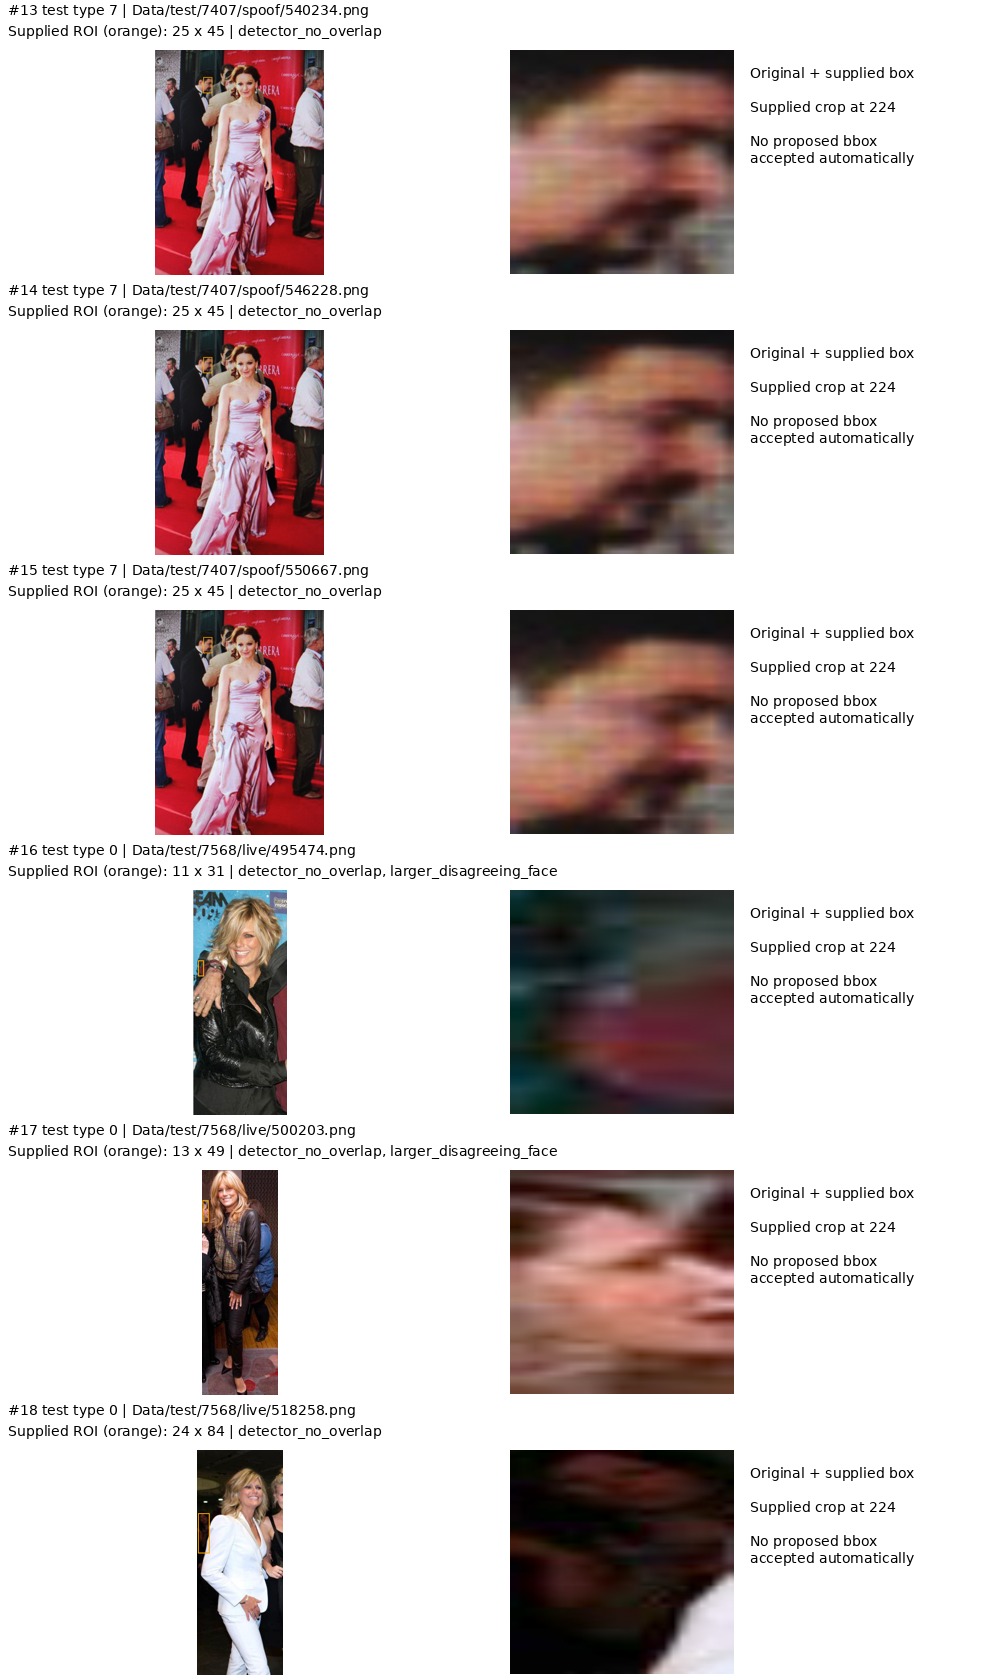 #13 test type 7 | Data/test/7407/spoof/540234.png
Supplied ROI (orange): 25 x 45 | detector_no_overlap
RERA
Original + supplied box
Supplied crop at 224
No proposed bbox
accepted automatically
#14 test type 7 | Data/test/7407/spoof/546228.png
Supplied ROI (orange): 25 x 45 | detector_no_overlap
RERA
Original + supplied box
Supplied crop at 224
No proposed bbox
accepted automatically
#15 test type 7 | Data/test/7407/spoof/550667.png
Supplied ROI (orange): 25 x 45 | detector_no_overlap
RERA
Original + supplied box
Supplied crop at 224
No proposed bbox
accepted automatically
#16 test type 0 | Data/test/7568/live/495474.png
Supplied ROI (orange): 11 x 31 | detector_no_overlap, larger_disagreeing_face
EAM
Original + supplied box
Supplied crop at 224
No proposed bbox
accepted automatically
#17 test type 0 | Data/test/7568/live/500203.png
Supplied ROI (orange): 13 x 49 | detector_no_overlap, larger_disagreeing_face
Original + supplied box
Supplied crop at 224
No proposed bbox
accepted automatically
#18 test type 0 | Data/test/7568/live/518258.png
Supplied ROI (orange): 24 x 84 | detector_no_overlap
Original + supplied box
Supplied crop at 224
No proposed bbox
accepted automatically